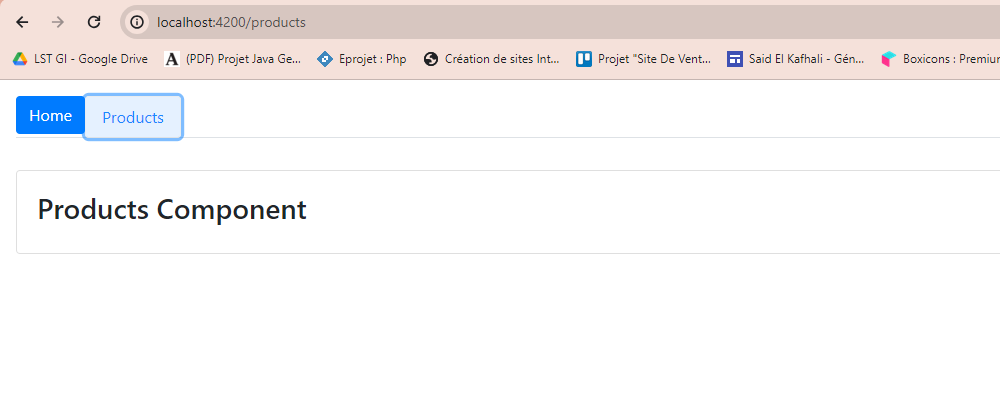 localhost:4200/products
LST GI - Google Drive (PDF) Projet Java Ge... Eprojet : Php Création de sites Int... Projet "Site De Vent... Said El Kafhali - Gén... Boxicons : Premium
Home Products
Products Component